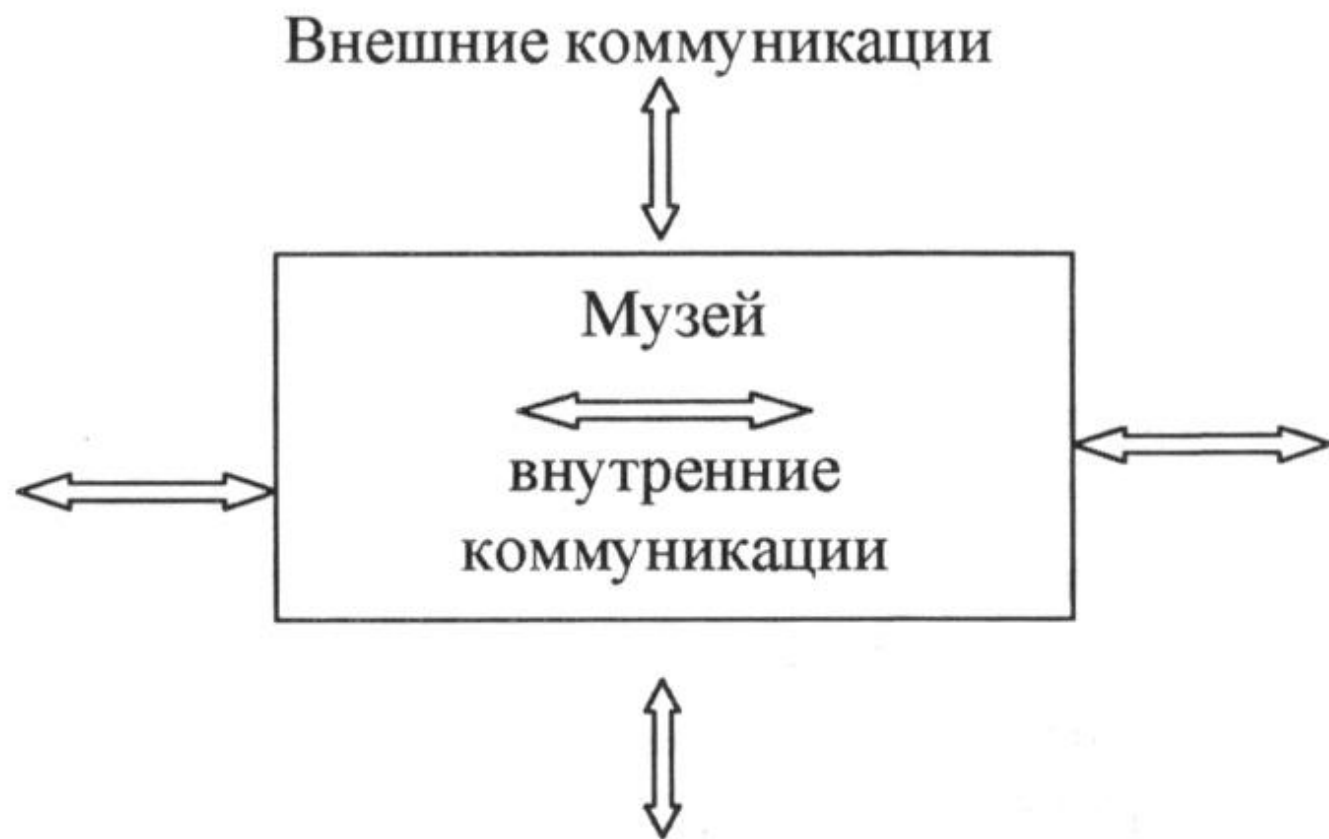 Внешние коммуникации
Музей
внутренние
коммуникации